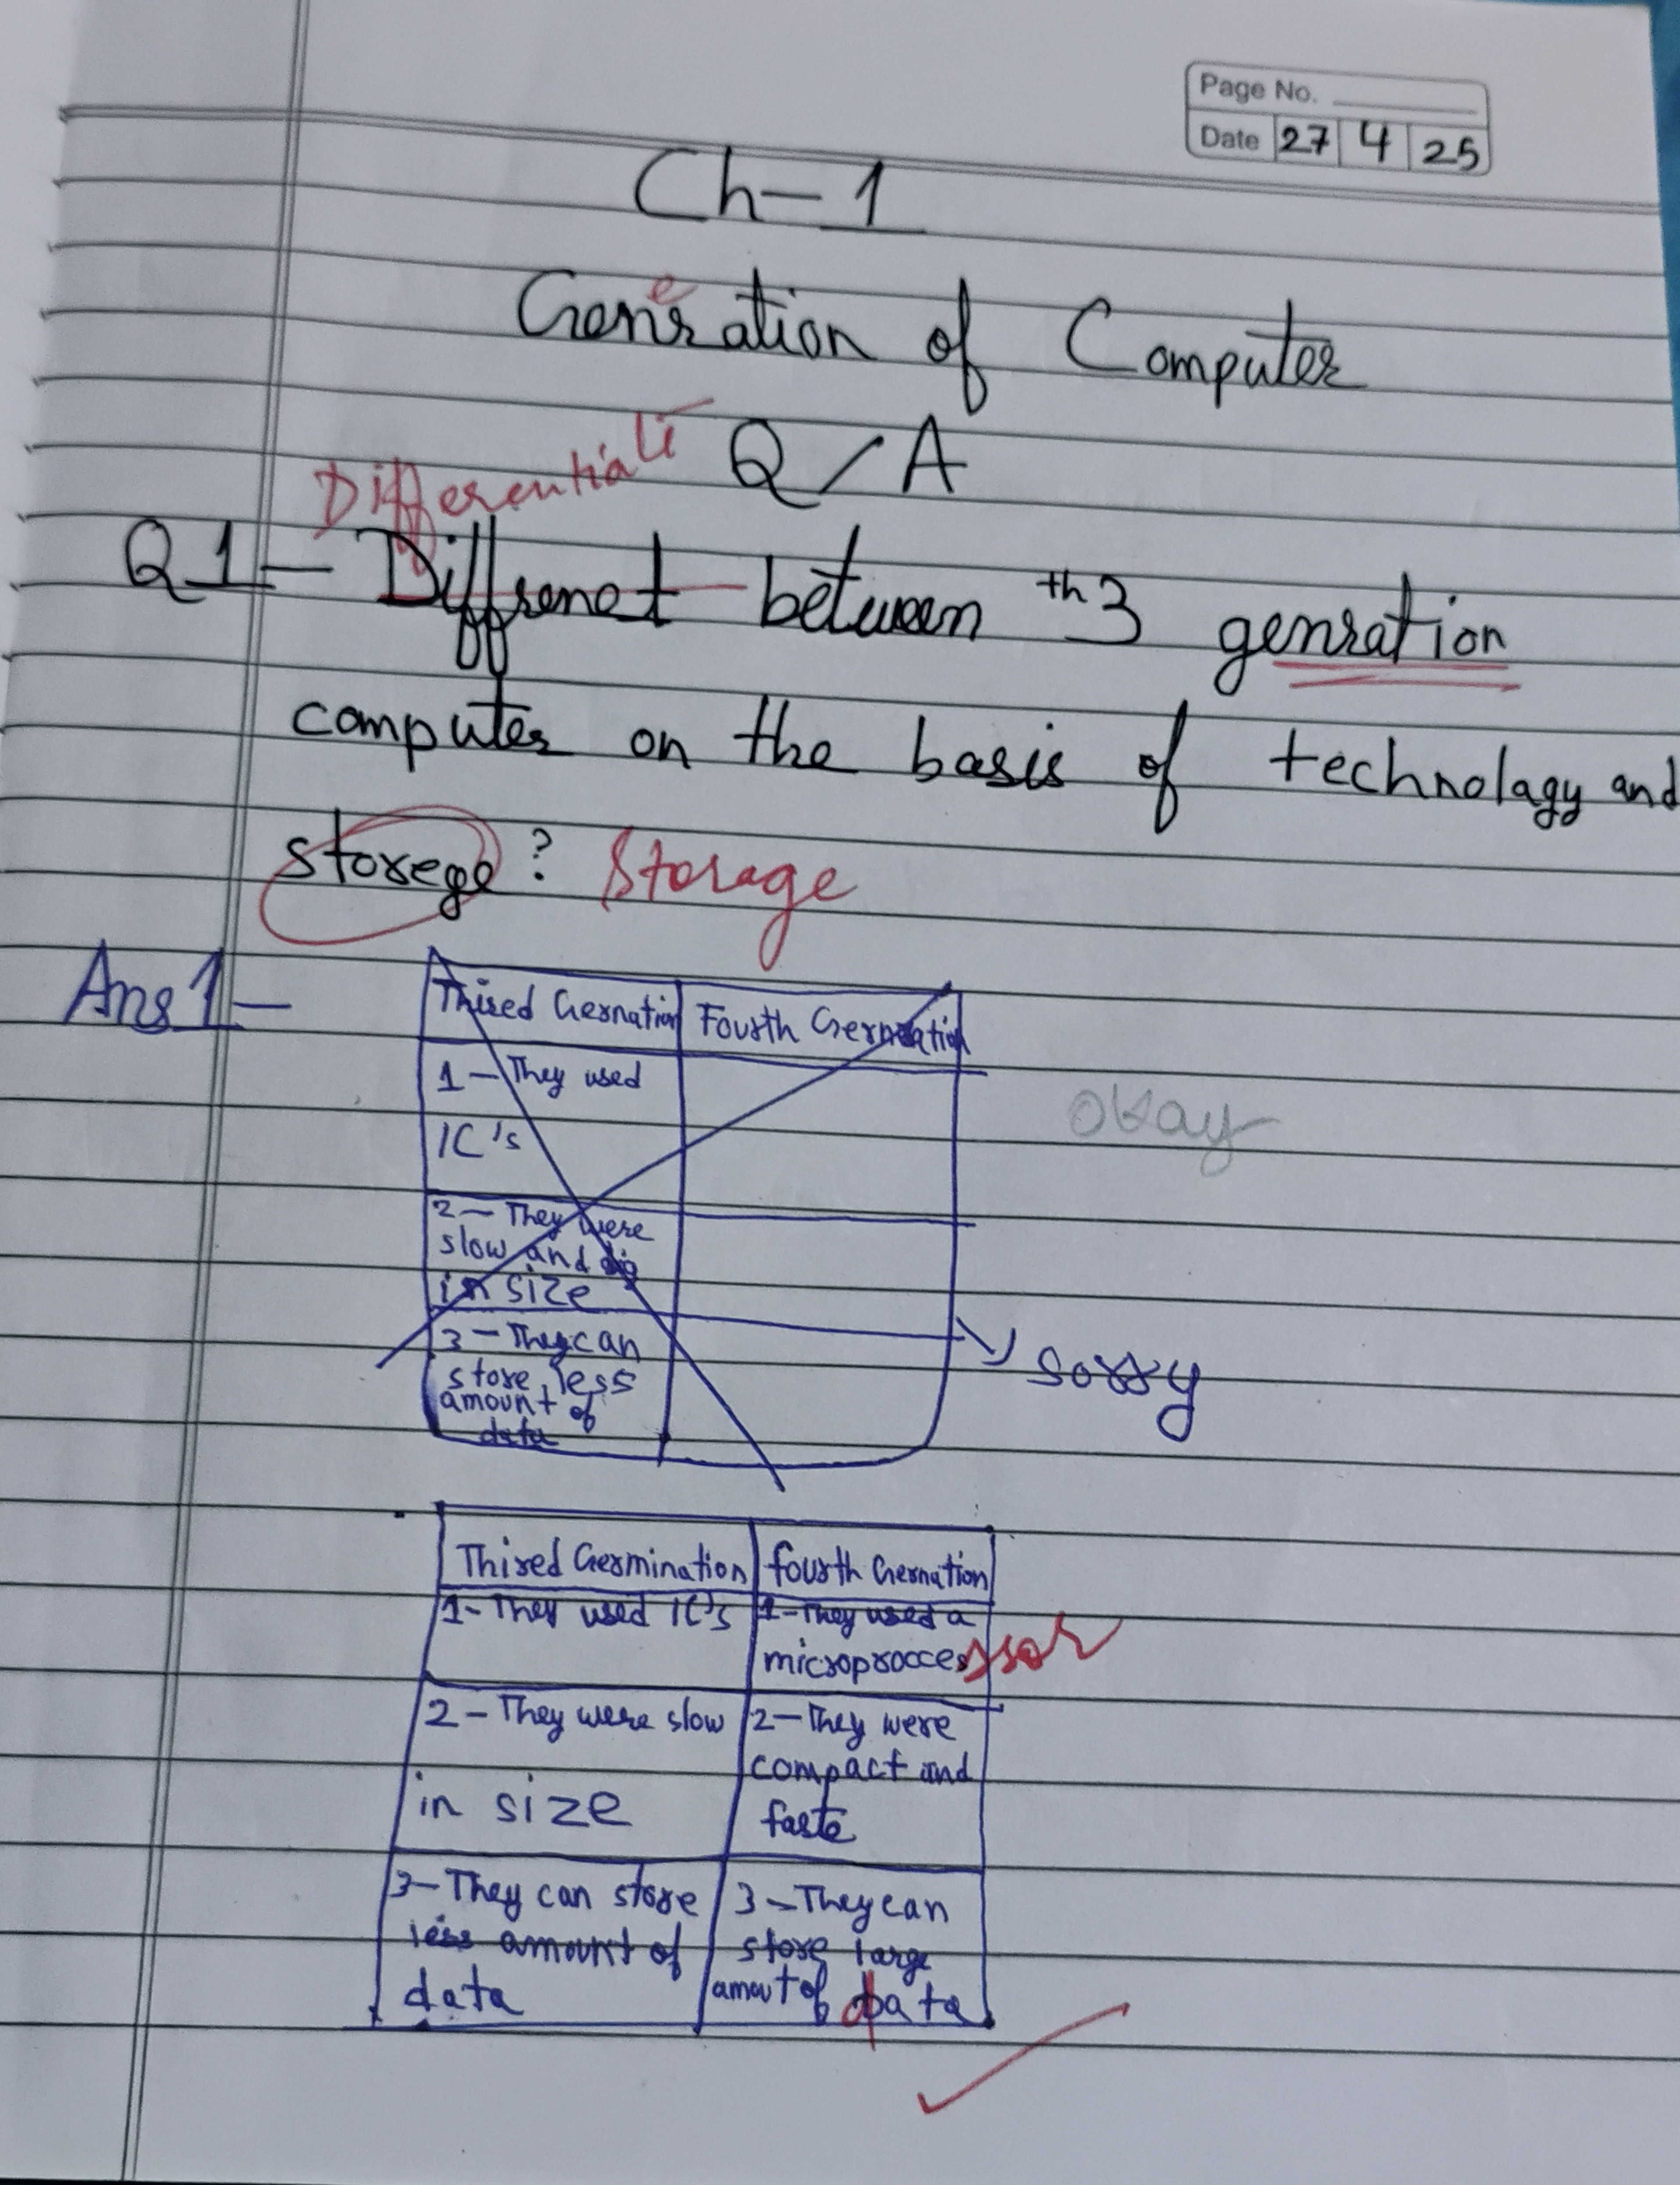 Page No.
Date 27 4 25
Ch-1
e
Genration of Computer
Differentiate
Q/A
Q1- Diffrenet between th3 genration
computer on the basis of technolagy and
storege? Storage
Ans1-
Thired Gernation Fourth Gernation
1- They used
IC's
okay
2- They were
slow and big
in size
3- They can
store less
amount of
data
sorry
Thired Germination fourth Gernation
1- They used IC's 1- They used a
microproccessor
2- They were slow 2- They were
compact and
in size faste
3- They can store 3- They can
less amount of store large
data amout of data